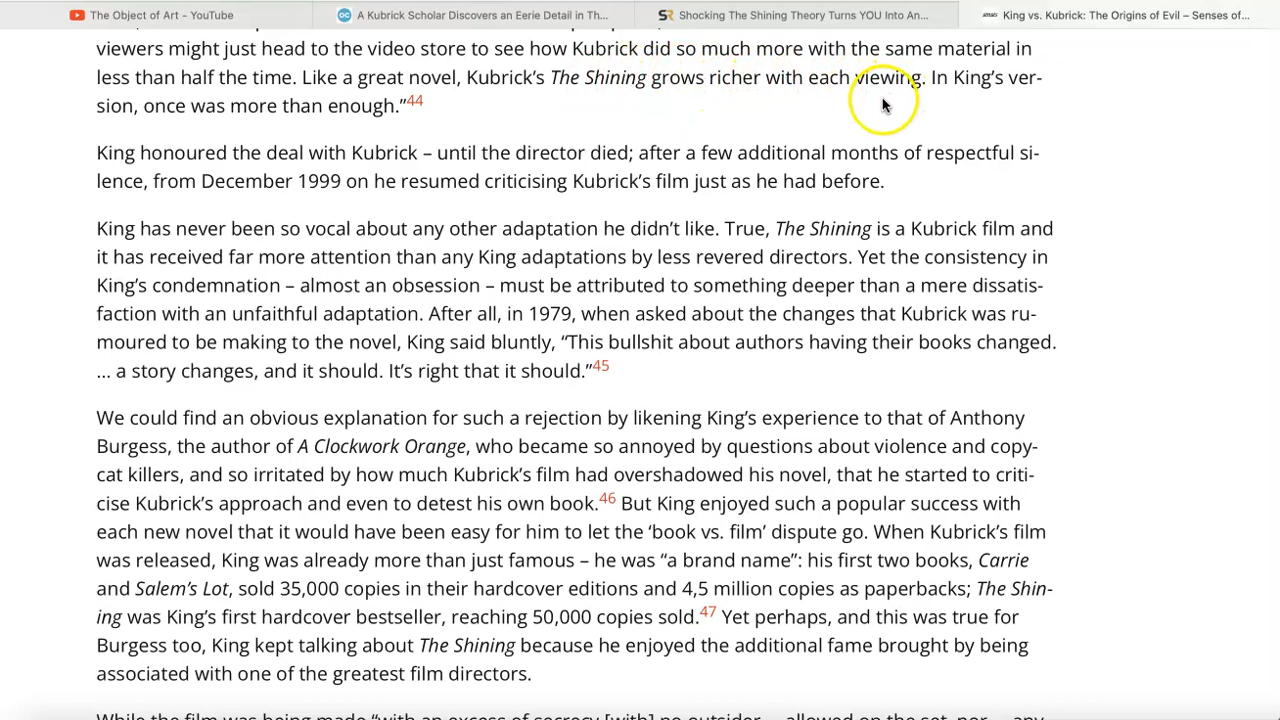 The Object of Art - YouTube
A Kubrick Scholar Discovers an Eerie Detail in Th...
Shocking The Shining Theory Turns YOU Into An...
King vs. Kubrick: The Origins of Evil – Senses of...
viewers might just head to the video store to see how Kubrick did so much more with the same material in
less than half the time. Like a great novel, Kubrick's The Shining grows richer with each viewing. In King's ver-
sion, once was more than enough."44
King honoured the deal with Kubrick – until the director died; after a few additional months of respectful si-
lence, from December 1999 on he resumed criticising Kubrick's film just as he had before.
King has never been so vocal about any other adaptation he didn't like. True, The Shining is a Kubrick film and
it has received far more attention than any King adaptations by less revered directors. Yet the consistency in
King's condemnation – almost an obsession – must be attributed to something deeper than a mere dissatis-
faction with an unfaithful adaptation. After all, in 1979, when asked about the changes that Kubrick was ru-
moured to be making to the novel, King said bluntly, "This bullshit about authors having their books changed.
... a story changes, and it should. It's right that it should."45
We could find an obvious explanation for such a rejection by likening King's experience to that of Anthony
Burgess, the author of A Clockwork Orange, who became so annoyed by questions about violence and copy-
cat killers, and so irritated by how much Kubrick's film had overshadowed his novel, that he started to criti-
cise Kubrick's approach and even to detest his own book.46 But King enjoyed such a popular success with
each new novel that it would have been easy for him to let the 'book vs. film' dispute go. When Kubrick's film
was released, King was already more than just famous – he was "a brand name": his first two books, Carrie
and Salem's Lot, sold 35,000 copies in their hardcover editions and 4,5 million copies as paperbacks; The Shin-
ing was King's first hardcover bestseller, reaching 50,000 copies sold.47 Yet perhaps, and this was true for
Burgess too, King kept talking about The Shining because he enjoyed the additional fame brought by being
associated with one of the greatest film directors.
While the film was being made "with an excess of secrecy [with] no outsider ... allowed on the set, nor ... any